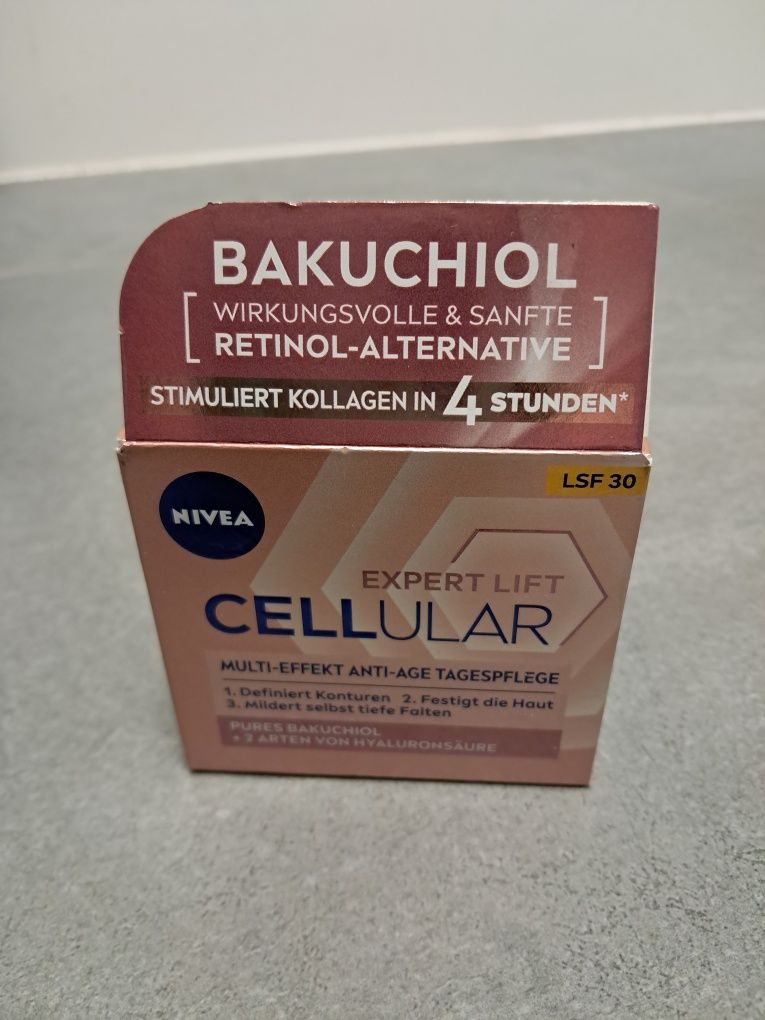 BAKUCHIOL
[WIRKUNGSVOLLE & SANFTE
RETINOL-ALTERNATIVE]
STIMULIERT KOLLAGEN IN 4 STUNDEN*
LSF 30
NIVEA
EXPERT LIFT
CELLULAR
MULTI-EFFEKT ANTI-AGE TAGESPFLEGE
1. Definiert Konturen 2. Festigt die Haut
3. Mildert selbst tiefe Falten
PURES BAKUCHIOL
+ 2 ARTEN VON HYALURONSÄURE